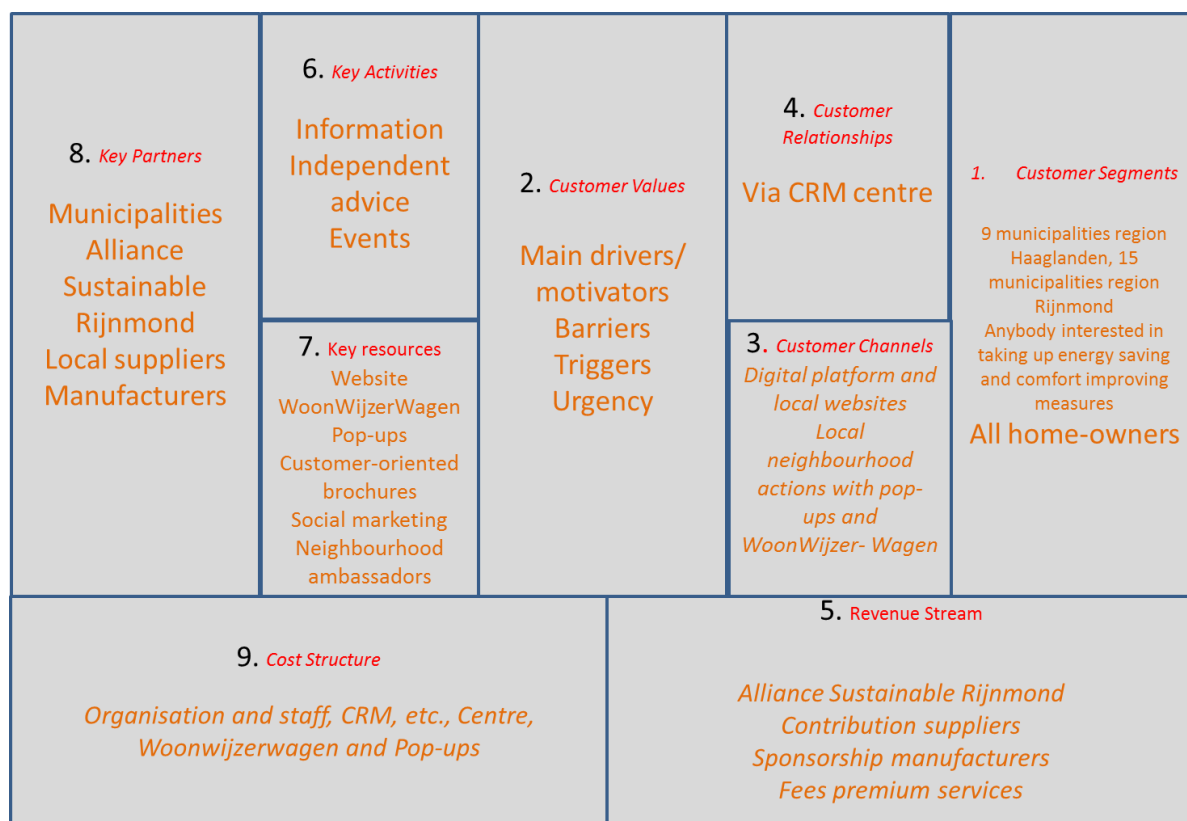 8. Key Partners
Municipalities
Alliance
Sustainable
Rijnmond
Local suppliers
Manufacturers
6. Key Activities
Information
Independent
advice
Events
7. Key resources
Website
WoonWijzerWagen
Pop-ups
Customer-oriented
brochures
Social marketing
Neighbourhood
ambassadors
2. Customer Values
Main drivers/
motivators
Barriers
Triggers
Urgency
4. Customer
Relationships
Via CRM centre
3. Customer Channels
Digital platform and
local websites
Local
neighbourhood
actions with pop-
ups and
WoonWijzer- Wagen
1. Customer Segments
9 municipalities region
Haaglanden, 15
municipalities region
Rijnmond
Anybody interested in
taking up energy saving
and comfort improving
measures
All home-owners
9. Cost Structure
Organisation and staff, CRM, etc., Centre,
Woonwijzerwagen and Pop-ups
5. Revenue Stream
Alliance Sustainable Rijnmond
Contribution suppliers
Sponsorship manufacturers
Fees premium services